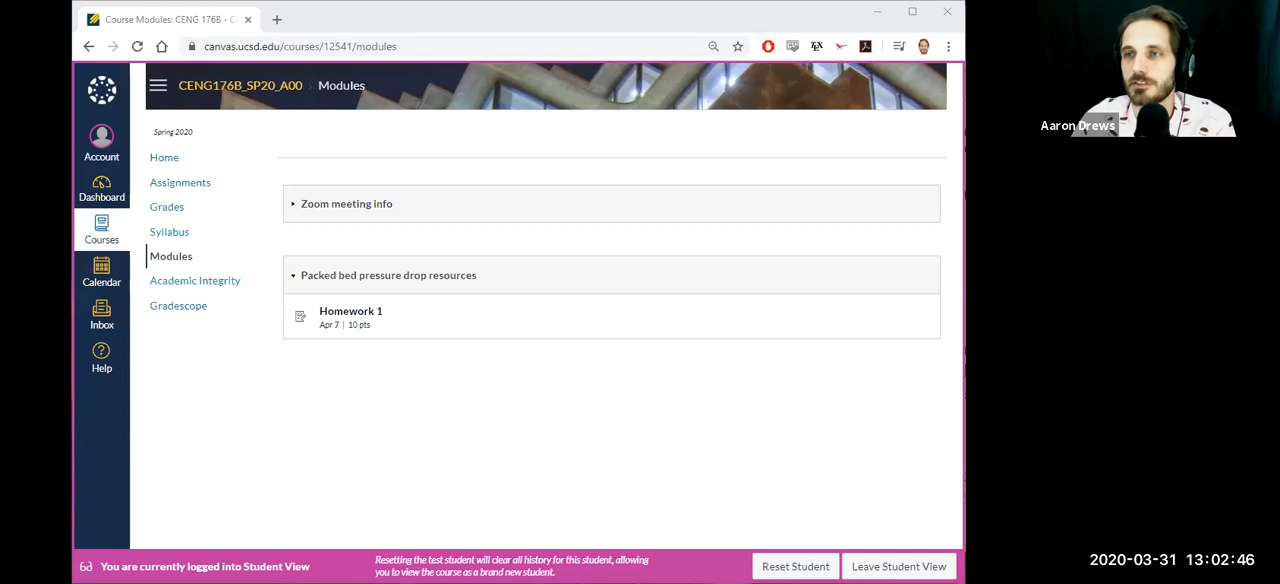 Course Modules: CENG 176B - C
canvas.ucsd.edu/courses/12541/modules
CENG176B_SP20_A00 › Modules
Spring 2020
Home
Assignments
Grades
Syllabus
Modules
Academic Integrity
Gradescope
Account
Dashboard
Courses
Calendar
Inbox
Help
Zoom meeting info
Packed bed pressure drop resources
Homework 1
Apr 7 | 10 pts
You are currently logged into Student View
Resetting the test student will clear all history for this student, allowing
you to view the course as a brand new student.
Reset Student
Leave Student View
Aaron Drews
2020-03-31 13:02:46